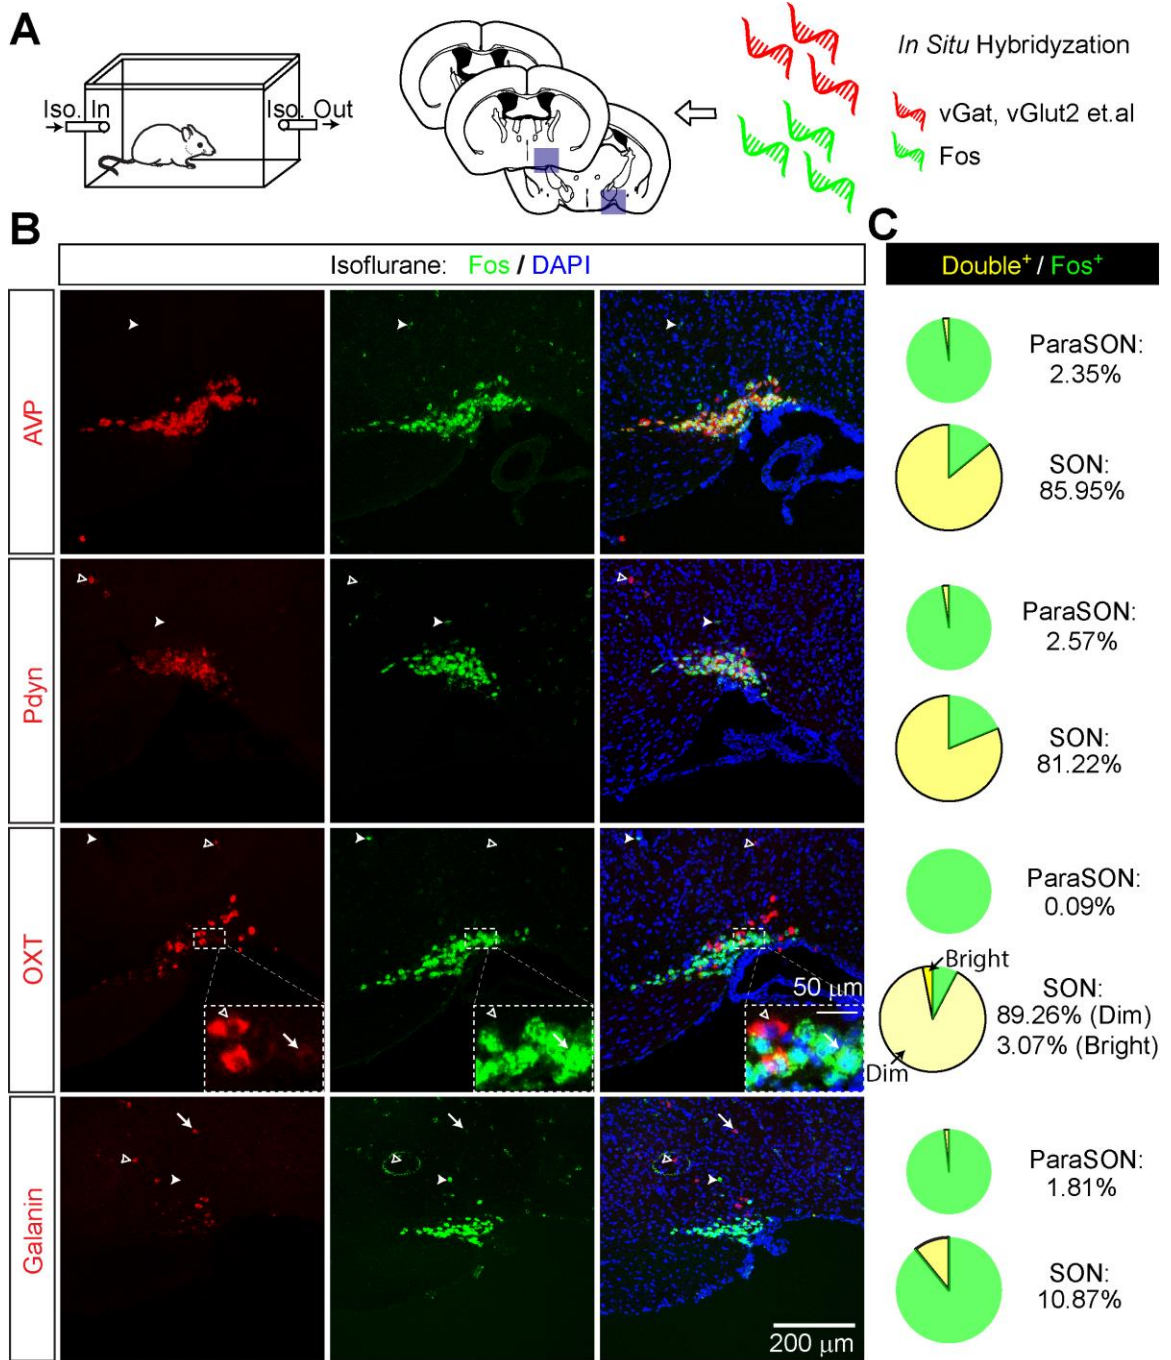 A
Iso. In
Iso. Out
In Situ Hybridyzation
vGat, vGlut2 et.al
Fos
B
Isoflurane: Fos / DAPI
C
Double⁺ / Fos⁺
AVP
ParaSON:
2.35%
SON:
85.95%
Pdyn
ParaSON:
2.57%
SON:
81.22%
OXT
50 μm
ParaSON:
0.09%
Bright
SON:
89.26% (Dim)
3.07% (Bright)
Dim
Galanin
200 μm
ParaSON:
1.81%
SON:
10.87%